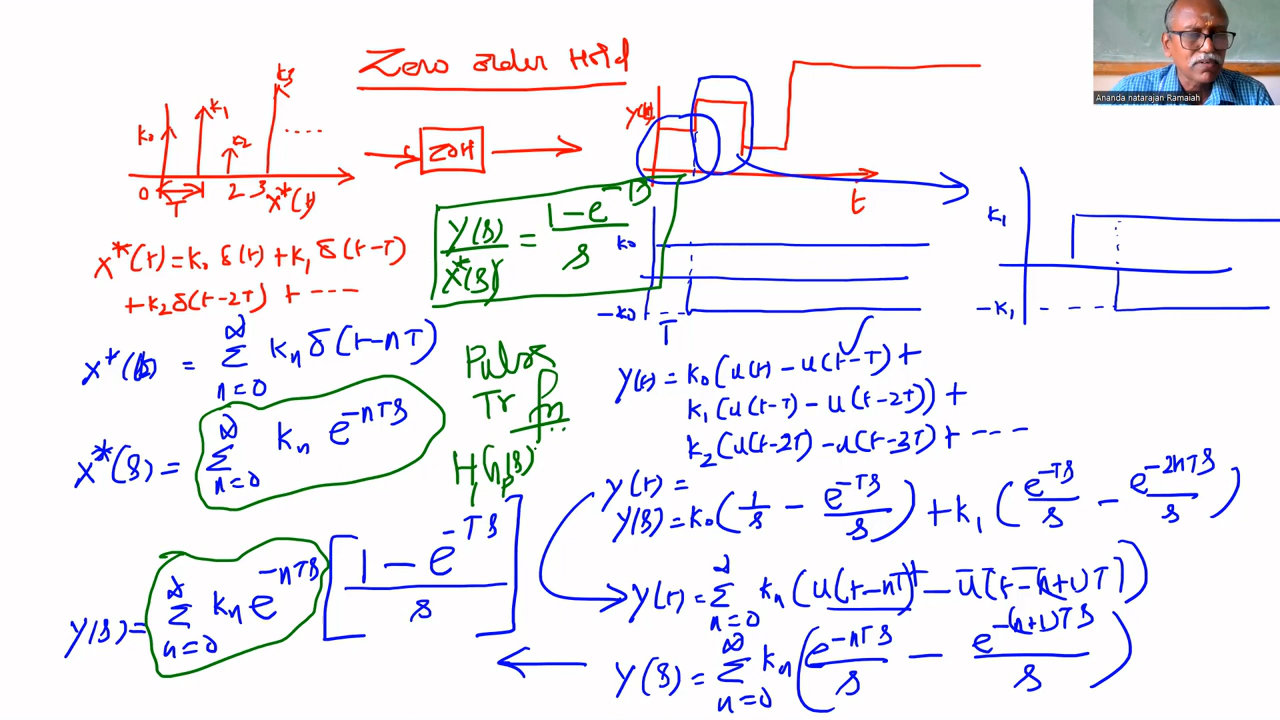 Zero order Hold
Ananda natarajan Ramaiah
k₀ k₁ k₂ k₃ ....
0 T 2 3 x*(t)
ZOH
y(t)
t
x*(t) = k₀ δ(t) + k₁ δ(t-T)
+ k₂ δ(t-2T) + ----
Y(s)/X*(s) = (1 - e^-TS)/s
k₀
-k₀
T
k₁
-k₁
x*(t) = ∑_{n=0}^{∞} kₙ δ(t-nT)
X*(s) = ∑_{n=0}^{∞} kₙ e^-nTS
Pulse
Tr fn
y(t) = k₀(u(t) - u(t-T) +
k₁(u(t-T) - u(t-2T)) +
k₂(u(t-2T) - u(t-3T) + ----
y(t) =
Y(s) = k₀(1/s - e^-TS/s) + k₁(e^-TS/s - e^-2nTS/s)
y(t) = ∑_{n=0}^{∞} kₙ(u(t-nT) - u(t-(n+1)T))
Y(s) = ∑_{n=0}^{∞} kₙ(e^-nTS/s - e^-(n+1)TS/s)
Y(s) = ∑_{n=0}^{∞} kₙ e^-nTS [(1 - e^-TS)/s]